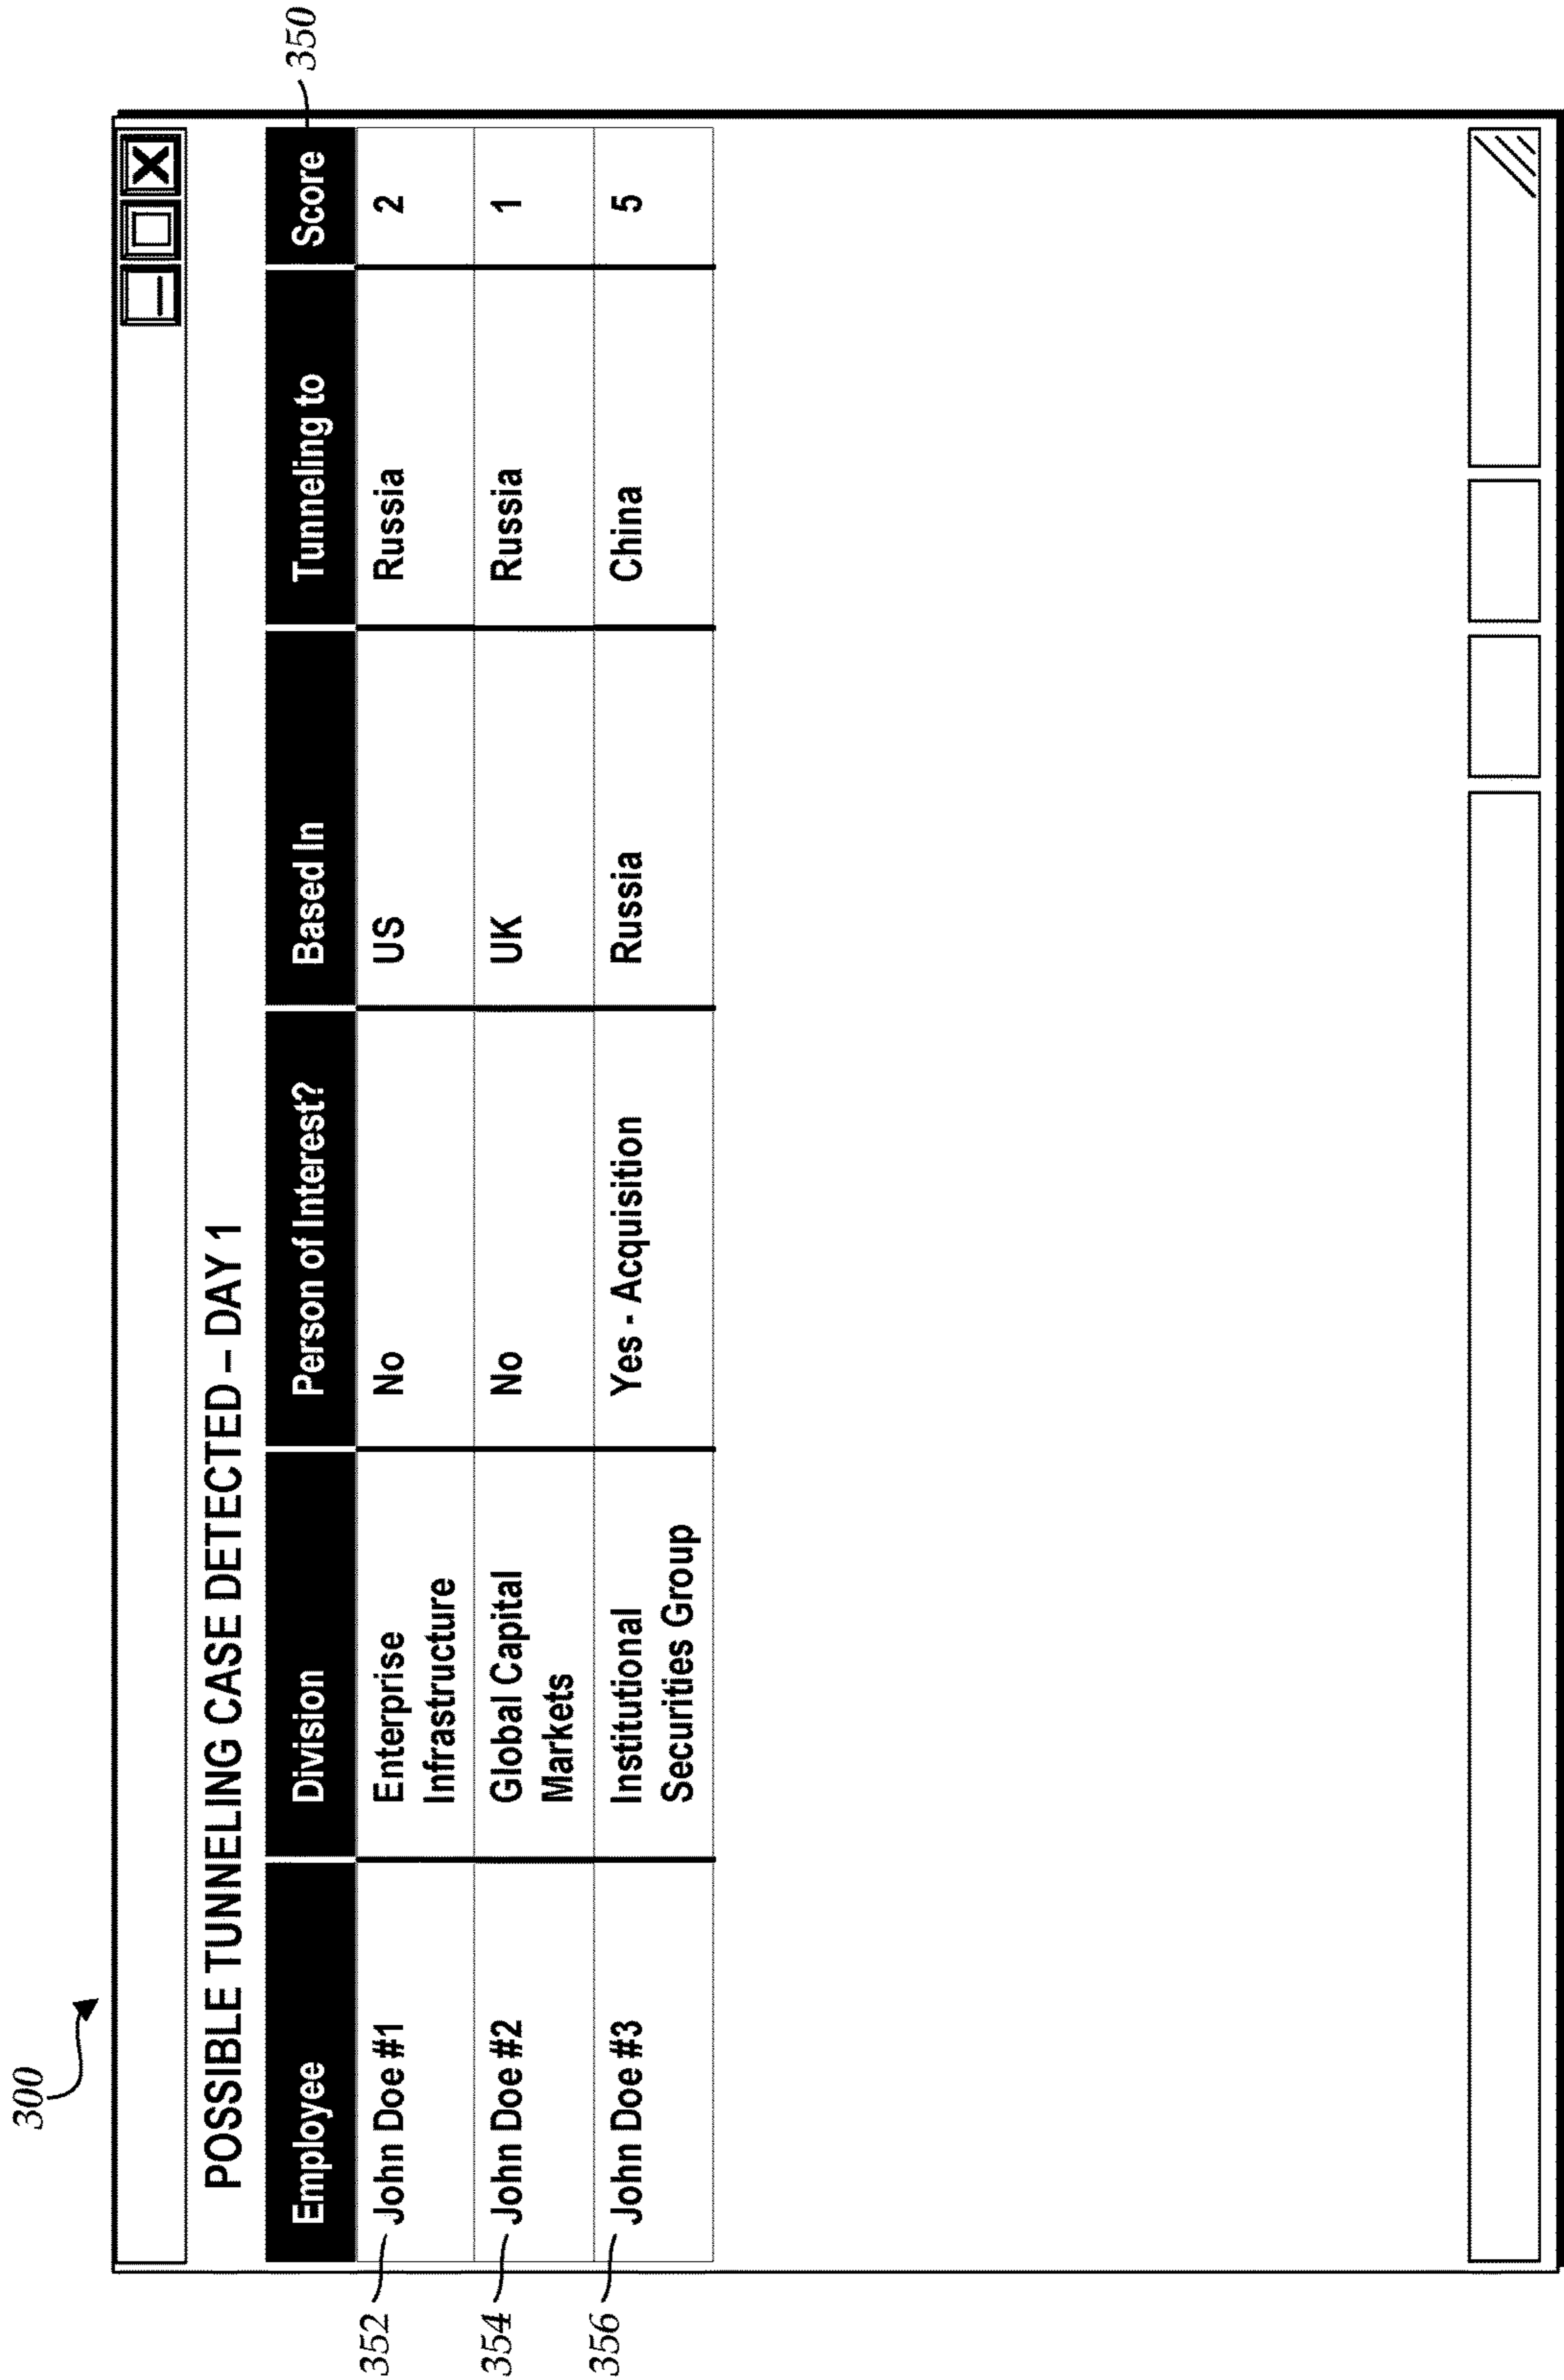 300
POSSIBLE TUNNELING CASE DETECTED – DAY 1
Employee Division Person of Interest? Based In Tunneling to Score 350
352 John Doe #1 Enterprise No US Russia 2
Infrastructure
354 John Doe #2 Global Capital No UK Russia 1
Markets
356 John Doe #3 Institutional Yes - Acquisition Russia China 5
Securities Group